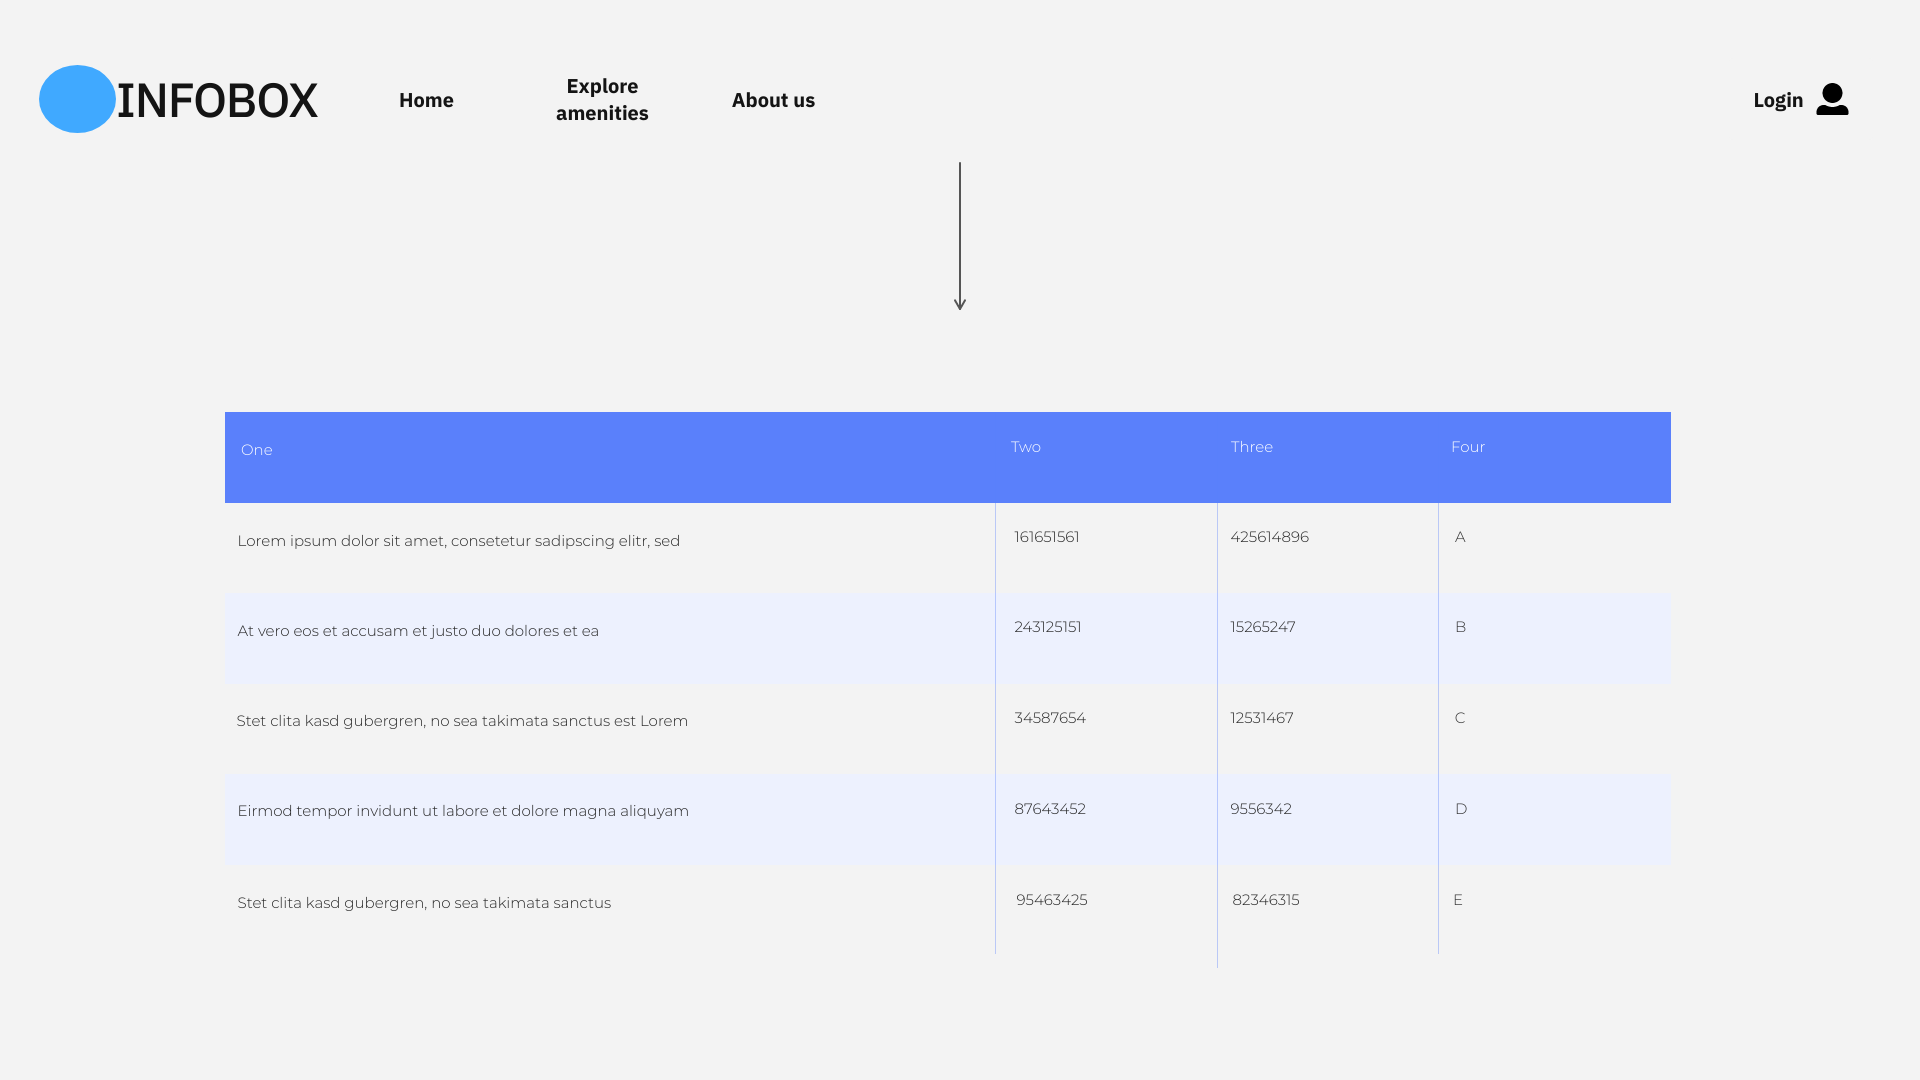 INFOBOX
Home
Explore
amenities
About us
Login
One Two Three Four
Lorem ipsum dolor sit amet, consetetur sadipscing elitr, sed 161651561 425614896 A
At vero eos et accusam et justo duo dolores et ea 243125151 15265247 B
Stet clita kasd gubergren, no sea takimata sanctus est Lorem 34587654 12531467 C
Eirmod tempor invidunt ut labore et dolore magna aliquyam 87643452 9556342 D
Stet clita kasd gubergren, no sea takimata sanctus 95463425 82346315 E